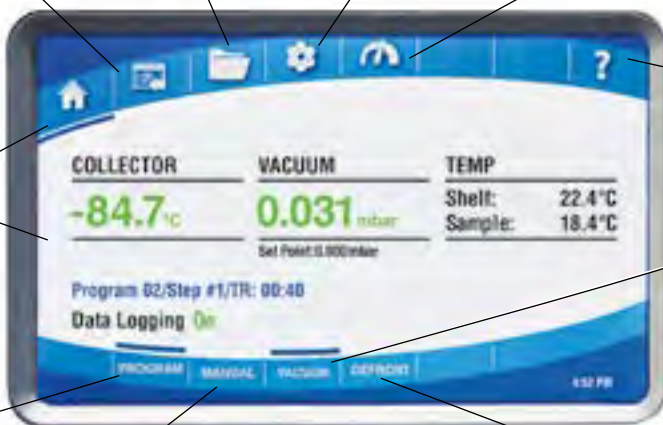 ?
COLLECTOR
-84.7°C
VACUUM
0.031 mbar
Set Point:0.000mbar
TEMP
Shelf: 22.4°C
Sample: 18.4°C
Program 02/Step #1/TR: 00:40
Data Logging On
PROGRAM
MANUAL
VACUUM
DEFROST
4:52 PM